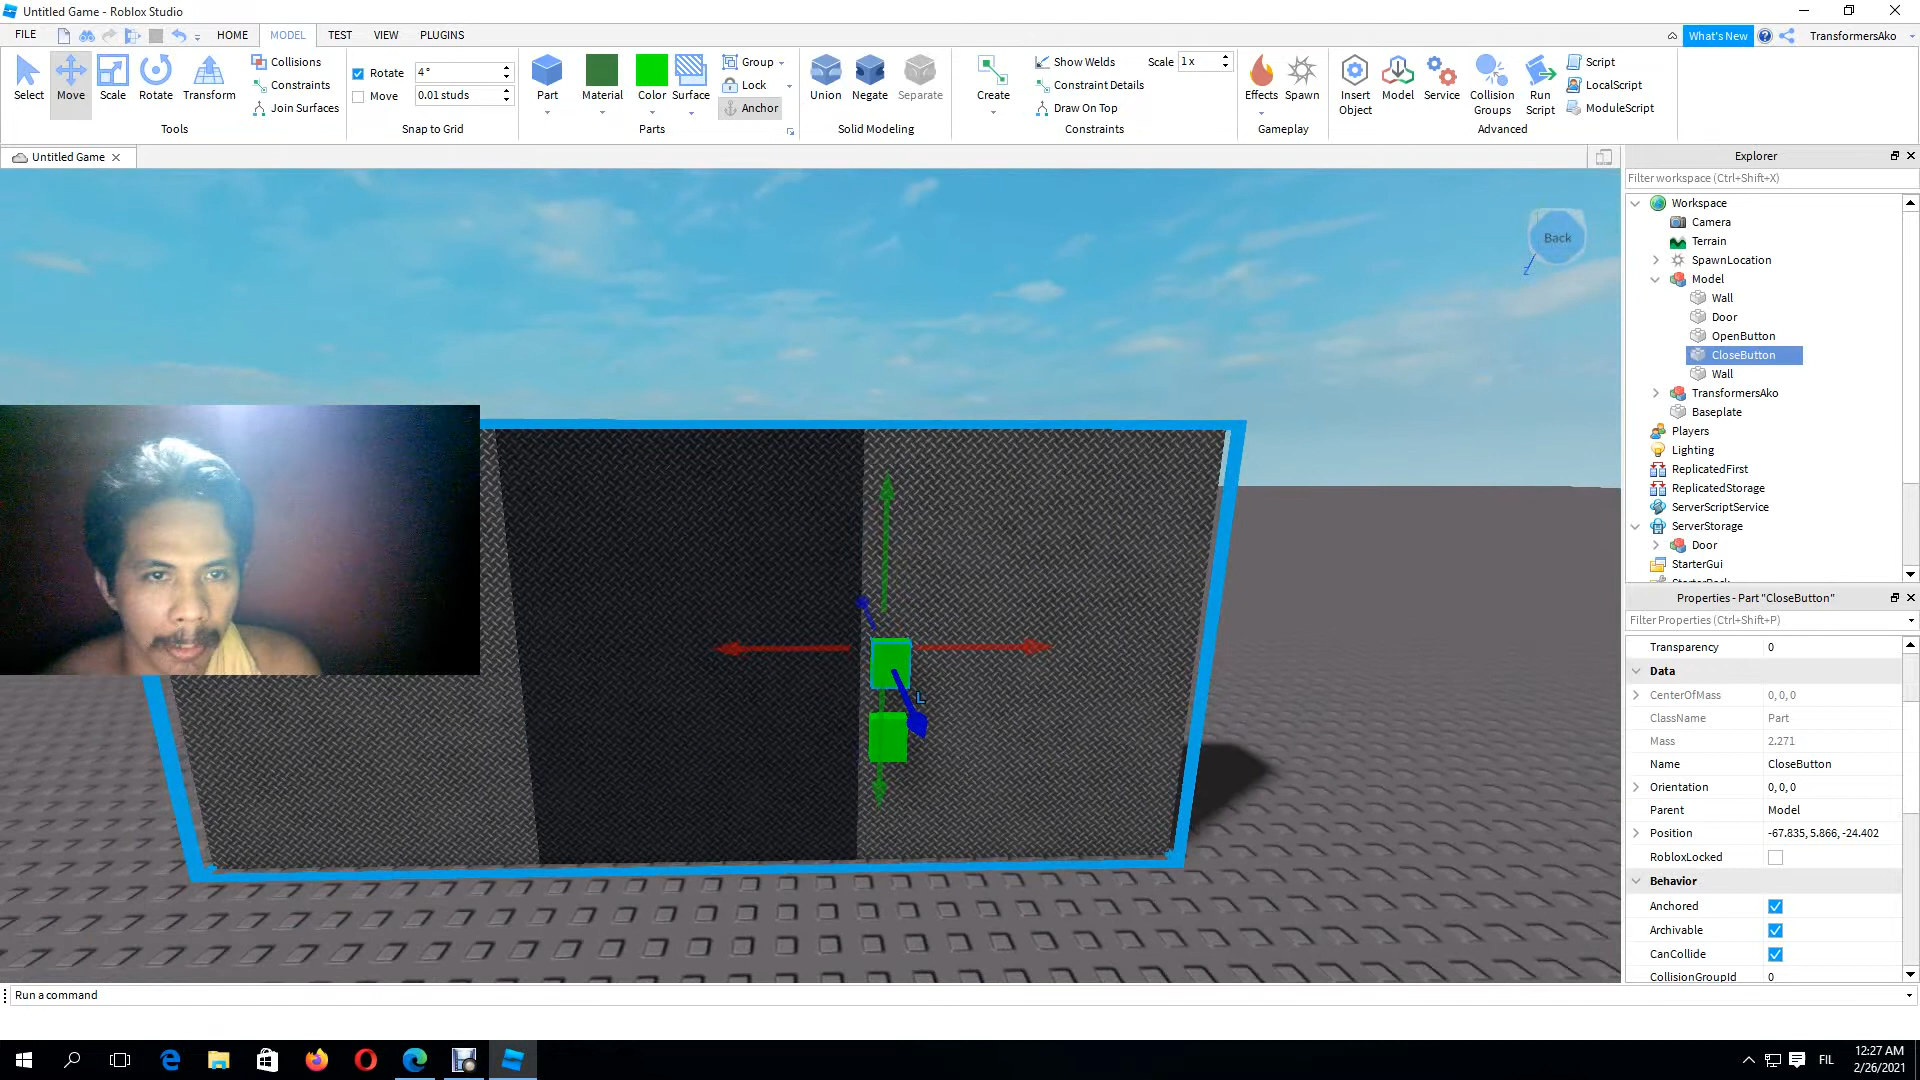 Untitled Game - Roblox Studio
FILE
HOME
MODEL
TEST
VIEW
PLUGINS
What's New
TransformersAko
Select
Move
Scale
Rotate
Transform
Collisions
Constraints
Join Surfaces
Tools
Rotate
4°
Move
0.01 studs
Snap to Grid
Part
Material
Color
Surface
Group
Lock
Anchor
Parts
Union
Negate
Separate
Solid Modeling
Create
Show Welds
Scale
1x
Constraint Details
Draw On Top
Constraints
Effects
Spawn
Gameplay
Insert
Object
Model
Service
Collision
Groups
Run
Script
Script
LocalScript
ModuleScript
Advanced
Untitled Game
Back
Z
L
Explorer
Filter workspace (Ctrl+Shift+X)
Workspace
Camera
Terrain
SpawnLocation
Model
Wall
Door
OpenButton
CloseButton
Wall
TransformersAko
Baseplate
Players
Lighting
ReplicatedFirst
ReplicatedStorage
ServerScriptService
ServerStorage
Door
StarterGui
Properties - Part "CloseButton"
Filter Properties (Ctrl+Shift+P)
Transparency 0
Data
CenterOfMass 0, 0, 0
ClassName Part
Mass 2.271
Name CloseButton
Orientation 0, 0, 0
Parent Model
Position -67.835, 5.866, -24.402
RobloxLocked
Behavior
Anchored
Archivable
CanCollide
CollisionGroupId 0
Run a command
FIL
12:27 AM
2/26/2021